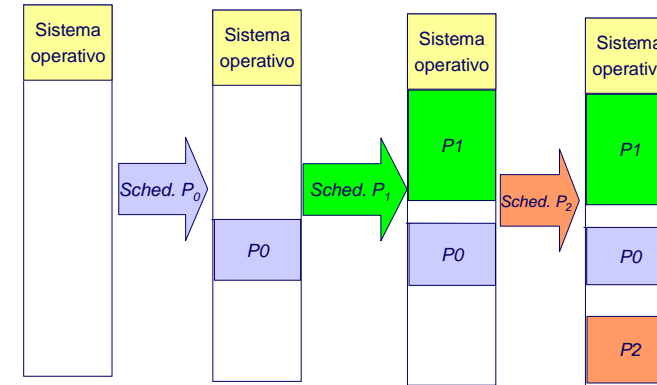 Sistema
operativo
Sistema
operativo
Sistema
operativo
Sistema
operativ
Sched. P0
Sched. P1
Sched. P2
P1
P1
P0
P0
P0
P2